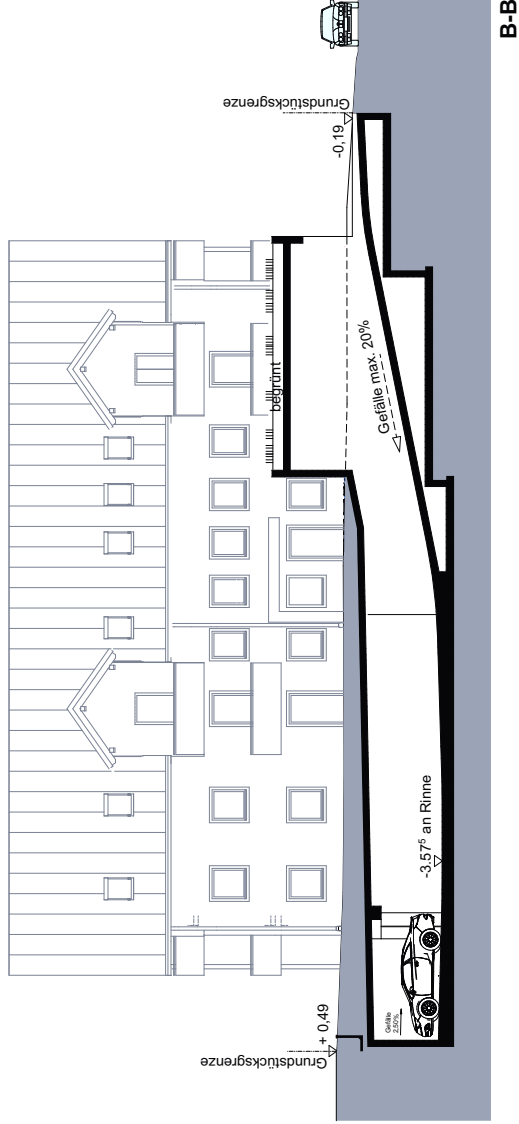 B-B
Grundstücksgrenze
-0,19
begrünt
Gefälle max. 20%
-3.57⁵ an Rinne
Gefälle
2.50%
+ 0,49
Grundstücksgrenze